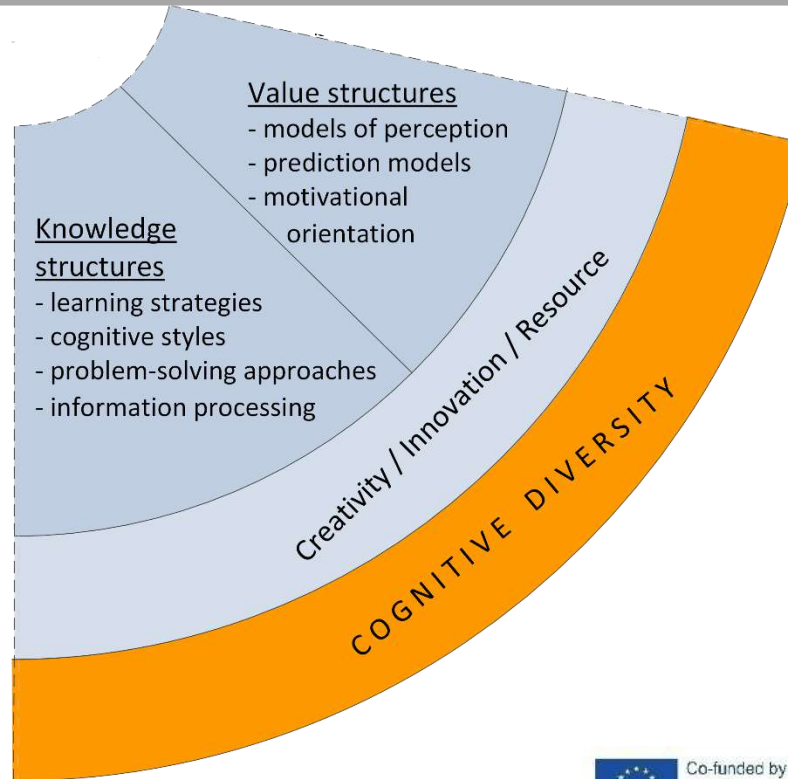 Value structures
- models of perception
- prediction models
- motivational
orientation
Knowledge
structures
- learning strategies
- cognitive styles
- problem-solving approaches
- information processing
Creativity / Innovation / Resource
COGNITIVE DIVERSITY
Co-funded by